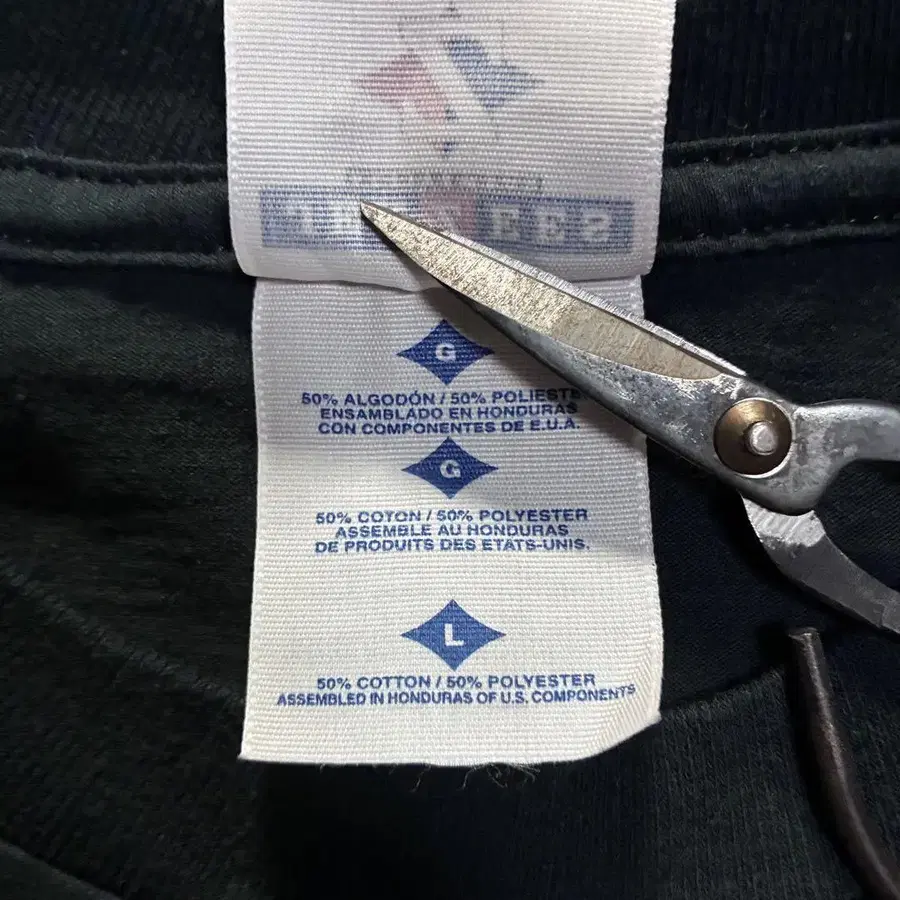 G
50% ALGODÓN / 50% POLIESTE
ENSAMBLADO EN HONDURAS
CON COMPONENTES DE E.U.A.
G
50% COTON / 50% POLYESTER
ASSEMBLE AU HONDURAS
DE PRODUITS DES ETATS-UNIS.
L
50% COTTON / 50% POLYESTER
ASSEMBLED IN HONDURAS OF U.S. COMPONENTS